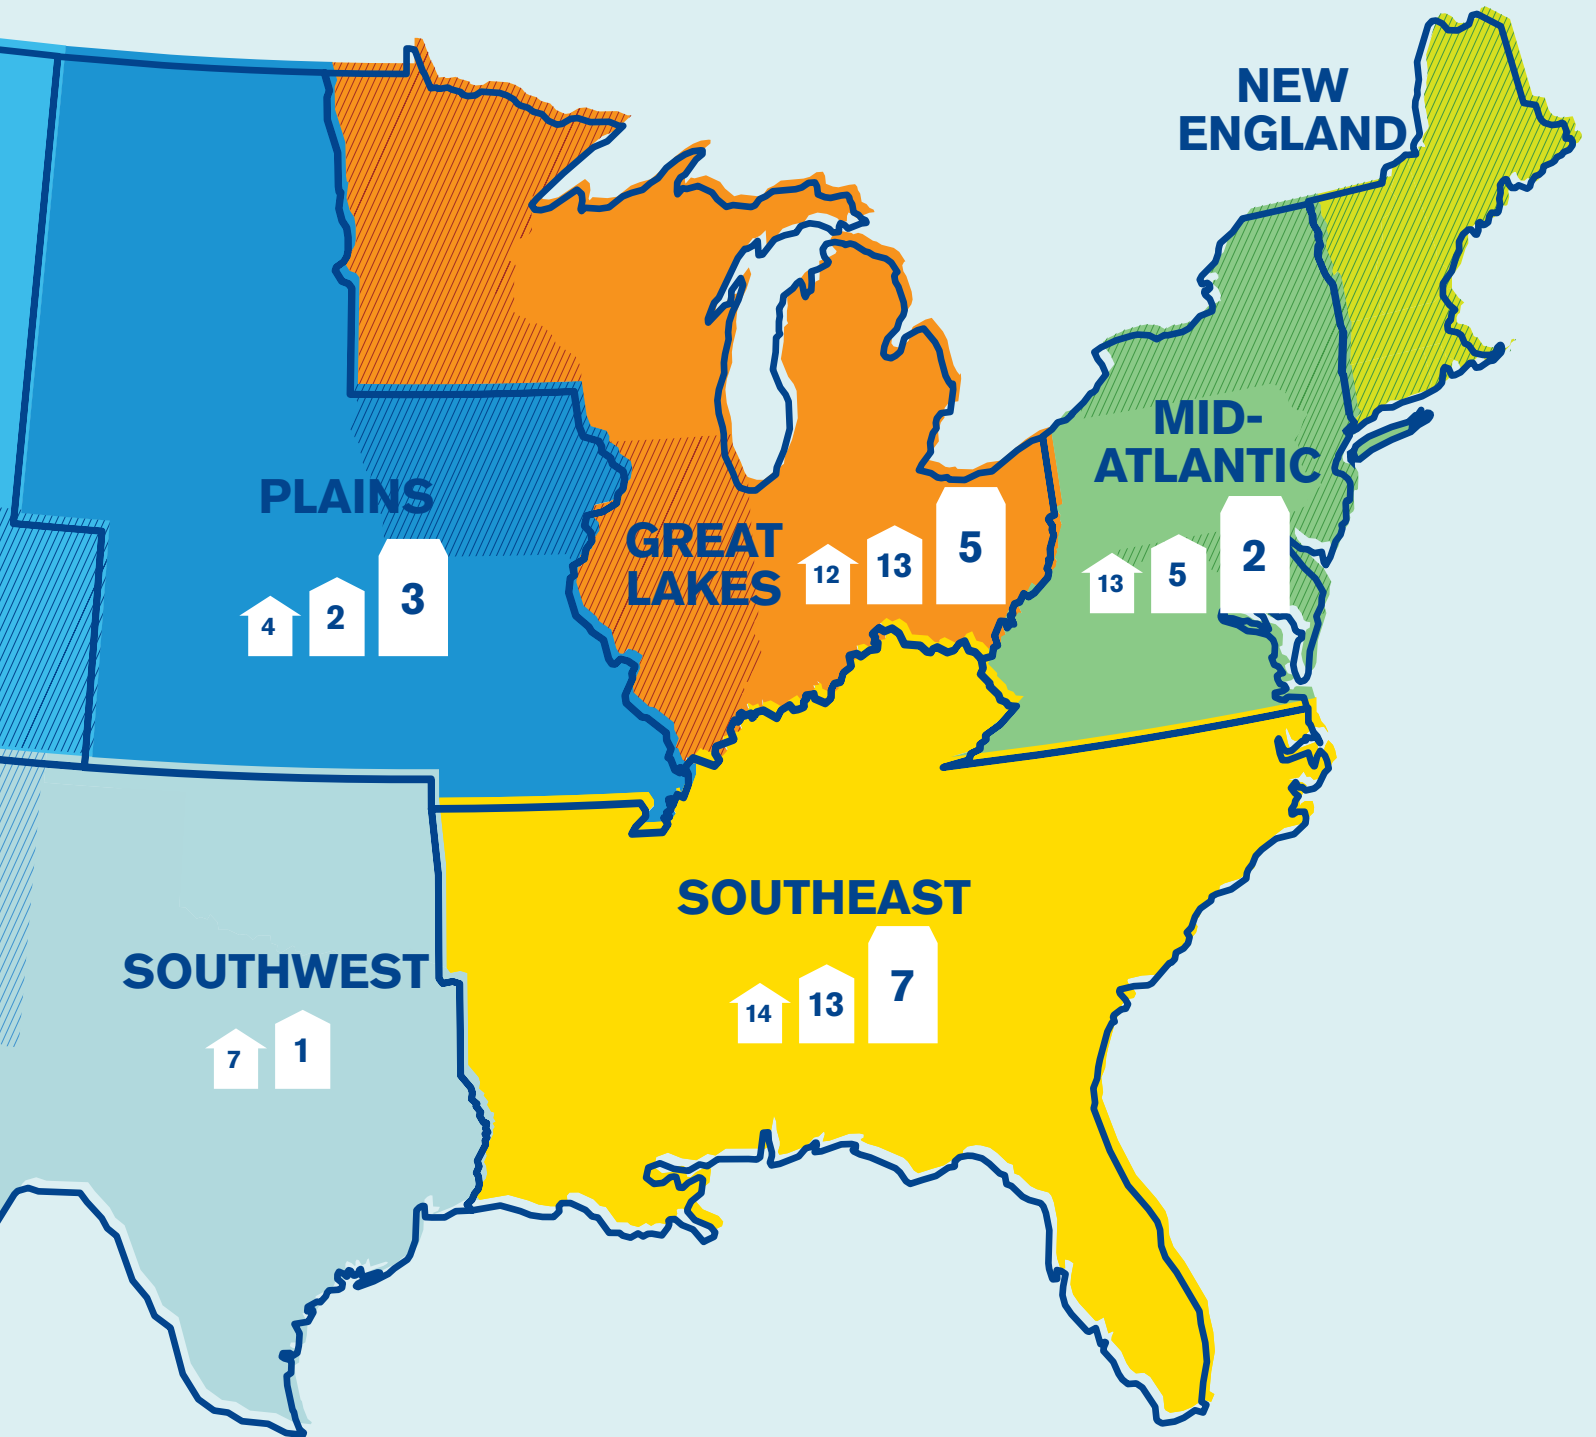 NEW
ENGLAND
MID-
ATLANTIC
13 5 2
PLAINS
4 2 3
GREAT
LAKES
12 13 5
SOUTHEAST
14 13 7
SOUTHWEST
7 1